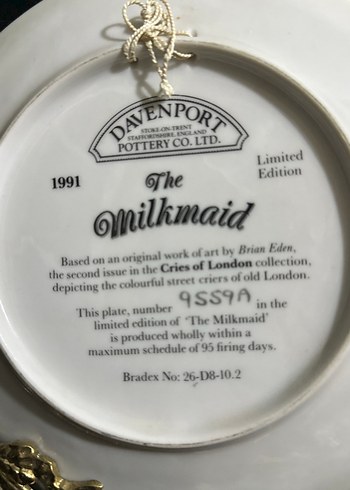 DAVENPORT
STOKE-ON-TRENT
STAFFORDSHIRE, ENGLAND
POTTERY CO. LTD.
Limited
Edition
1991
The
Milkmaid
Based on an original work of art by Brian Eden,
the second issue in the Cries of London collection,
depicting the colourful street criers of old London.
This plate, number 9559A in the
limited edition of 'The Milkmaid'
is produced wholly within a
maximum schedule of 95 firing days.
Bradex No: 26-D8-10.2